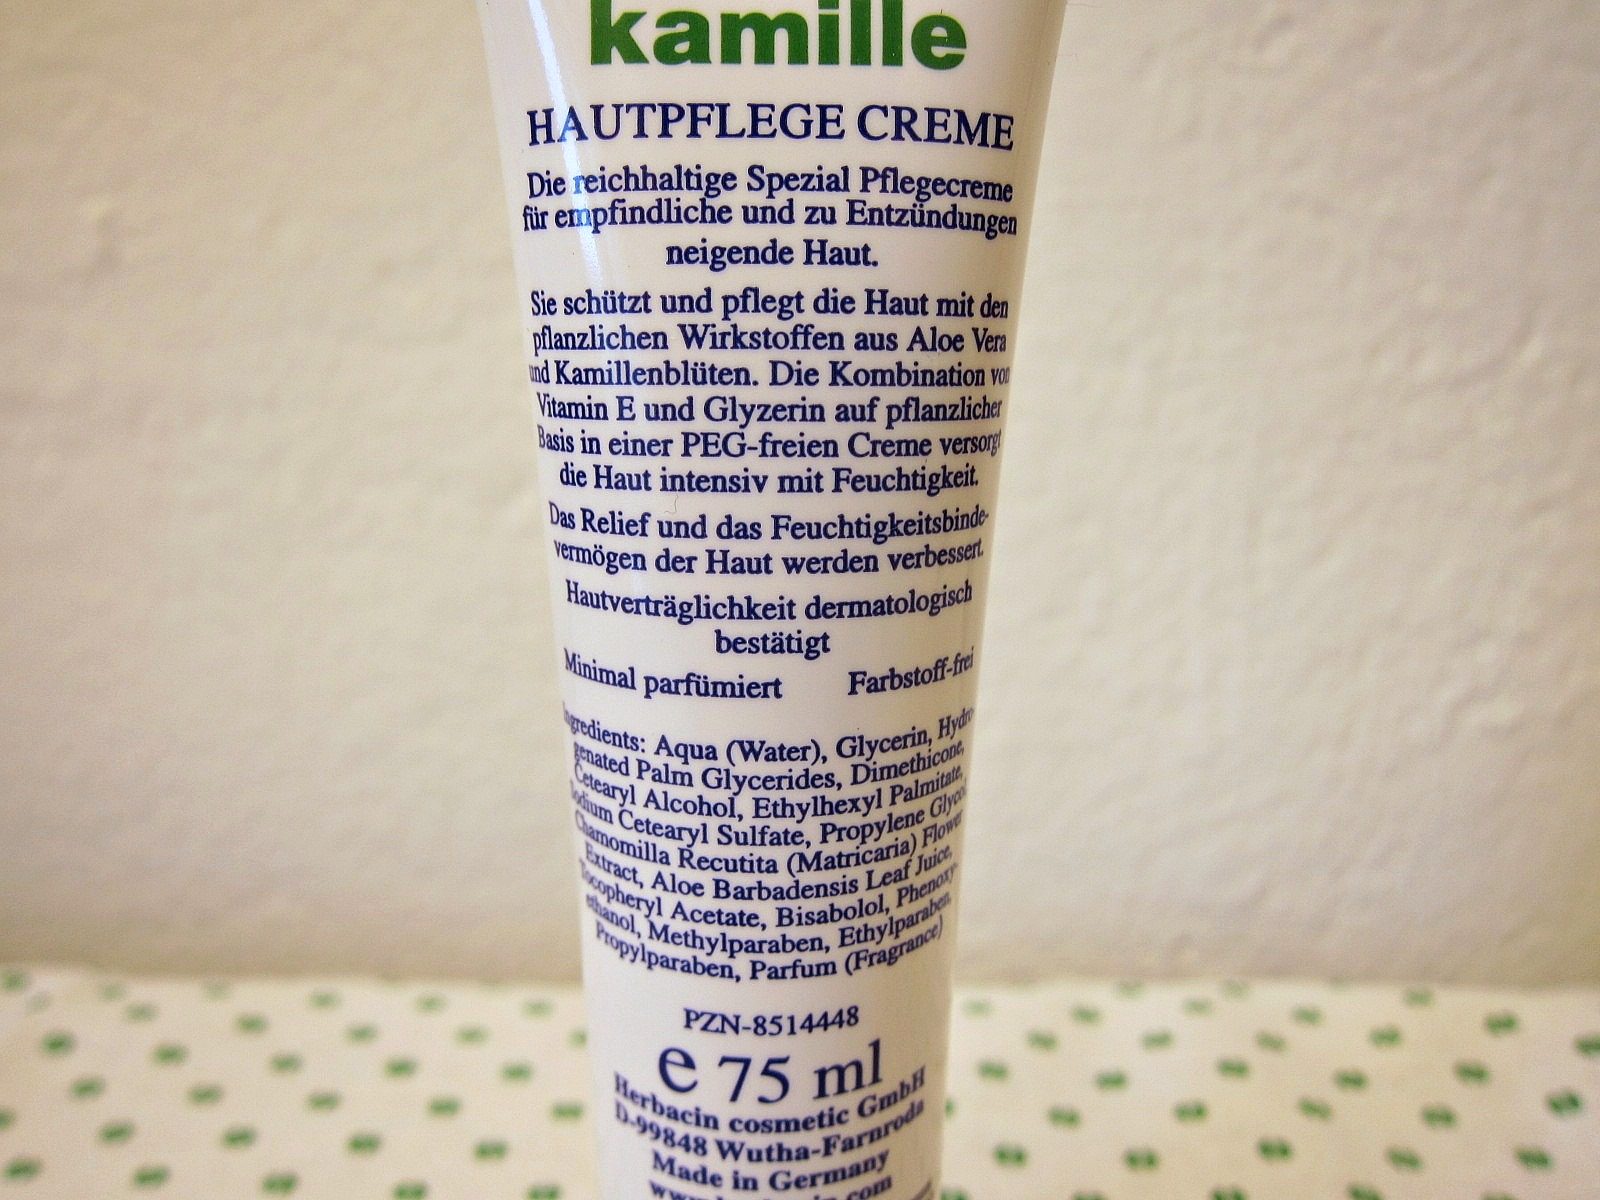 kamille
HAUTPFLEGE CREME
Die reichhaltige Spezial Pflegecreme
für empfindliche und zu Entzündungen
neigende Haut.
Sie schützt und pflegt die Haut mit den
pflanzlichen Wirkstoffen aus Aloe Vera
und Kamillenblüten. Die Kombination von
Vitamin E und Glyzerin auf pflanzlicher
Basis in einer PEG-freien Creme versorgt
die Haut intensiv mit Feuchtigkeit.
Das Relief und das Feuchtigkeitsbinde-
vermögen der Haut werden verbessert.
Hautverträglichkeit dermatologisch
bestätigt
Minimal parfümiert Farbstoff-frei
Ingredients: Aqua (Water), Glycerin, Hydro-
genated Palm Glycerides, Dimethicone,
Cetearyl Alcohol, Ethylhexyl Palmitate,
Sodium Cetearyl Sulfate, Propylene Glycol,
Chamomilla Recutita (Matricaria) Flower
Extract, Aloe Barbadensis Leaf Juice,
Tocopheryl Acetate, Bisabolol, Phenoxy-
ethanol, Methylparaben, Ethylparaben,
Propylparaben, Parfum (Fragrance)
PZN-8514448
e 75 ml
Herbacin cosmetic GmbH
D-99848 Wutha-Farnroda
Made in Germany